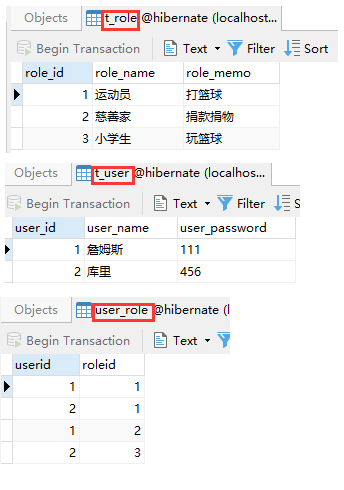 Objects t_role @hibernate (localhost...
Begin Transaction Text Filter Sort
role_id role_name role_memo
1 运动员 打篮球
2 慈善家 捐款捐物
3 小学生 玩篮球
Objects t_user @hibernate (localhos...
Begin Transaction Text Filter S
user_id user_name user_password
1 詹姆斯 111
2 库里 456
Objects user_role @hibernate (l
Begin Transaction Text
userid roleid
1 1
2 1
1 2
2 3